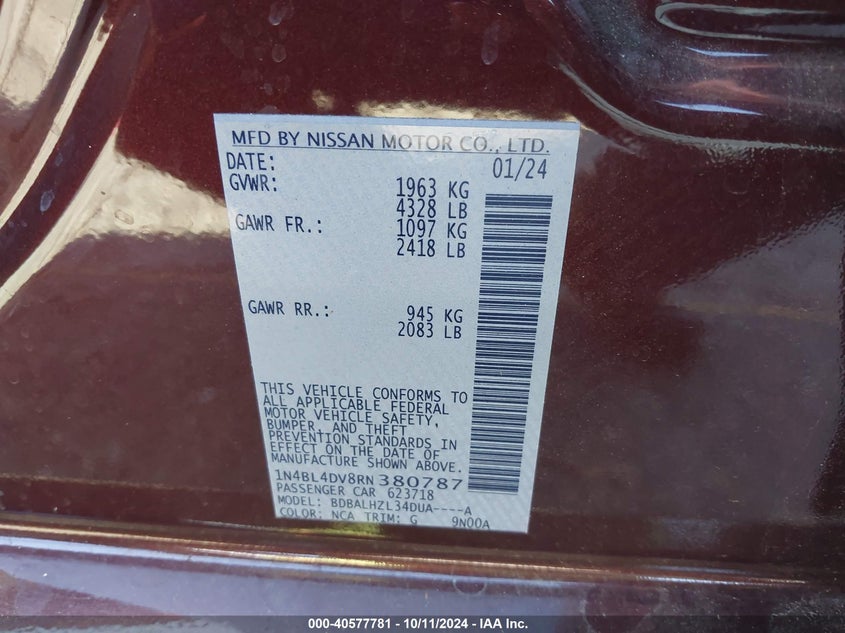 MFD BY NISSAN MOTOR CO., LTD.
DATE: 01/24
GVWR: 1963 KG
4328 LB
GAWR FR.: 1097 KG
2418 LB
GAWR RR.: 945 KG
2083 LB
THIS VEHICLE CONFORMS TO
ALL APPLICABLE FEDERAL
MOTOR VEHICLE SAFETY,
BUMPER, AND THEFT
PREVENTION STANDARDS IN
EFFECT ON THE DATE OF
MANUFACTURE SHOWN ABOVE.
1N4BL4DV8RN380787
PASSENGER CAR 623718
MODEL: BDBALHZL34DUA----A
COLOR: NCA TRIM: G 9N00A
000-40577781 - 10/11/2024 - IAA Inc.